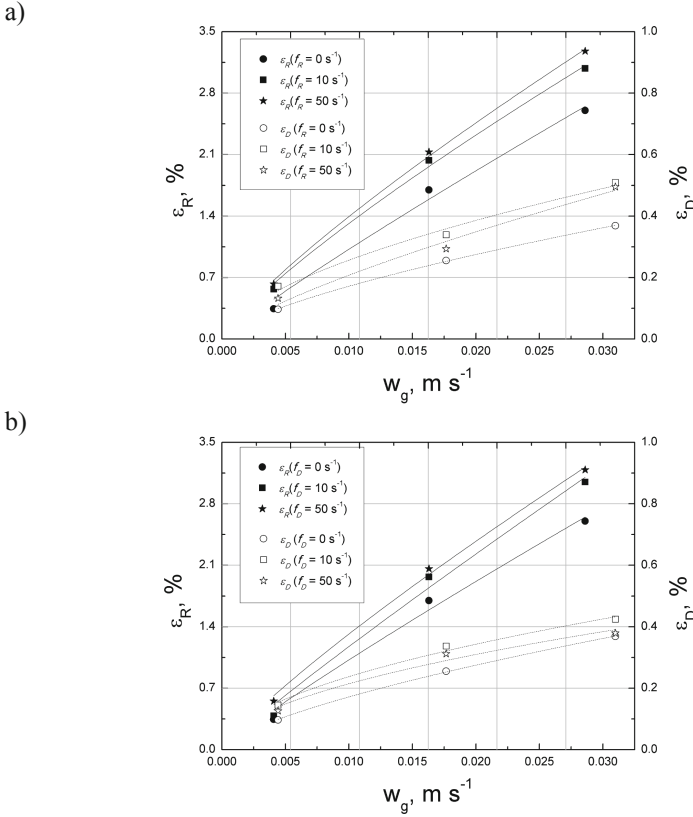 a)
3.5
2.8
2.1
1.4
0.7
0.0
ε_R, %
ε_R(f_R = 0 s⁻¹)
ε_R(f_R = 10 s⁻¹)
ε_R(f_R = 50 s⁻¹)
ε_D (f_R = 0 s⁻¹)
ε_D (f_R = 10 s⁻¹)
ε_D (f_R = 50 s⁻¹)
1.0
0.8
0.6
0.4
0.2
0.0
ε_D, %
0.000 0.005 0.010 0.015 0.020 0.025 0.030
w_g, m s⁻¹
b)
3.5
2.8
2.1
1.4
0.7
0.0
ε_R, %
ε_R(f_D = 0 s⁻¹)
ε_R(f_D = 10 s⁻¹)
ε_R(f_D = 50 s⁻¹)
ε_D (f_D = 0 s⁻¹)
ε_D (f_D = 10 s⁻¹)
ε_D (f_D = 50 s⁻¹)
1.0
0.8
0.6
0.4
0.2
0.0
ε_D, %
0.000 0.005 0.010 0.015 0.020 0.025 0.030
w_g, m s⁻¹